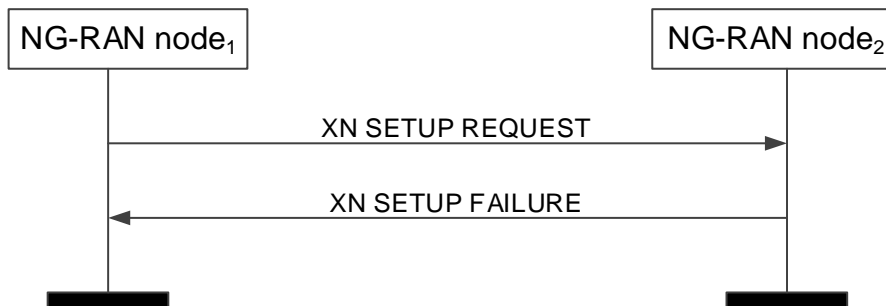 NG-RAN node₁
NG-RAN node₂
XN SETUP REQUEST
XN SETUP FAILURE